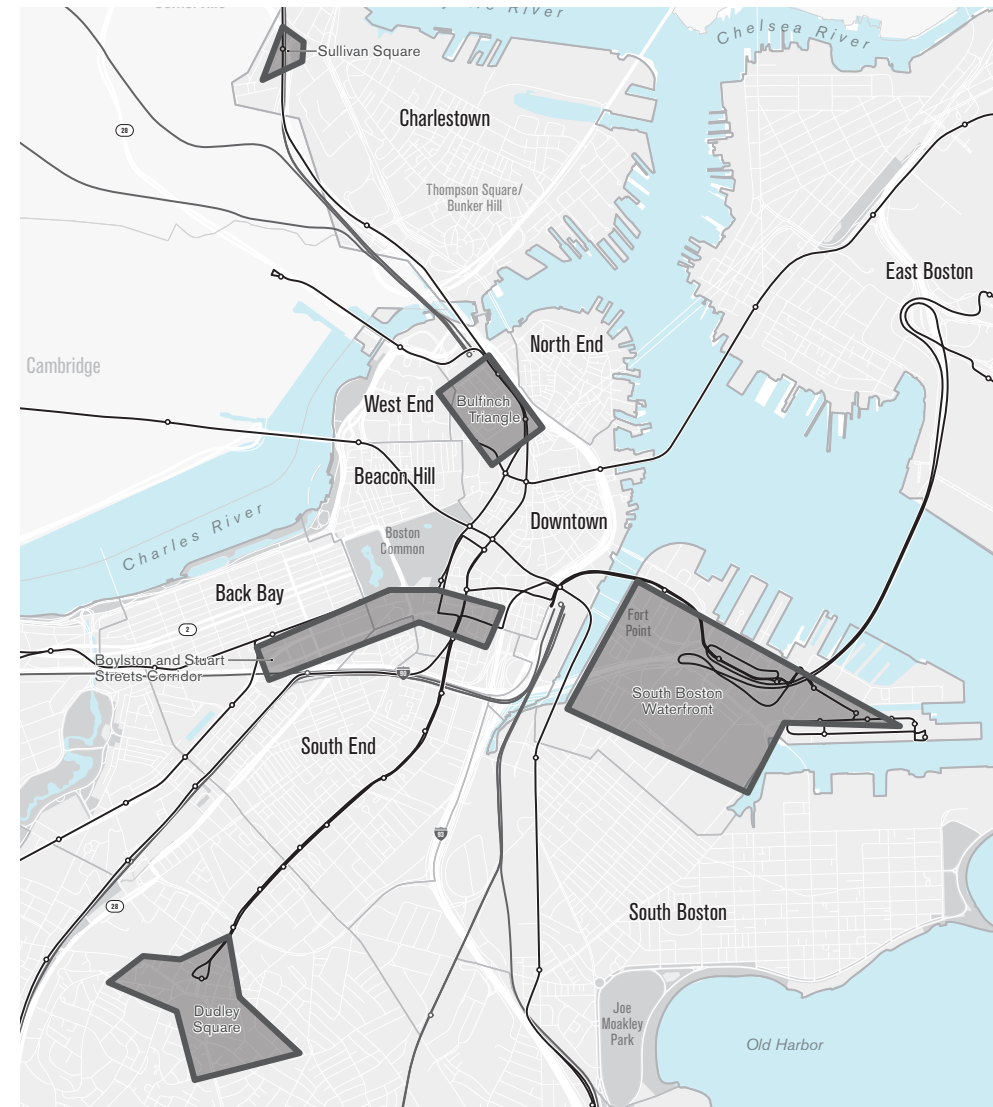 Chelsea River
Sullivan Square
Charlestown
28
Thompson Square/
Bunker Hill
East Boston
North End
Cambridge
West End
Bulfinch
Triangle
Beacon Hill
Downtown
Boston
Common
Charles River
Back Bay
Fort
Point
2
Boylston and Stuart
Streets Corridor
90
South Boston
Waterfront
South End
93
28
South Boston
Dudley
Square
Joe
Moakley
Park
Old Harbor